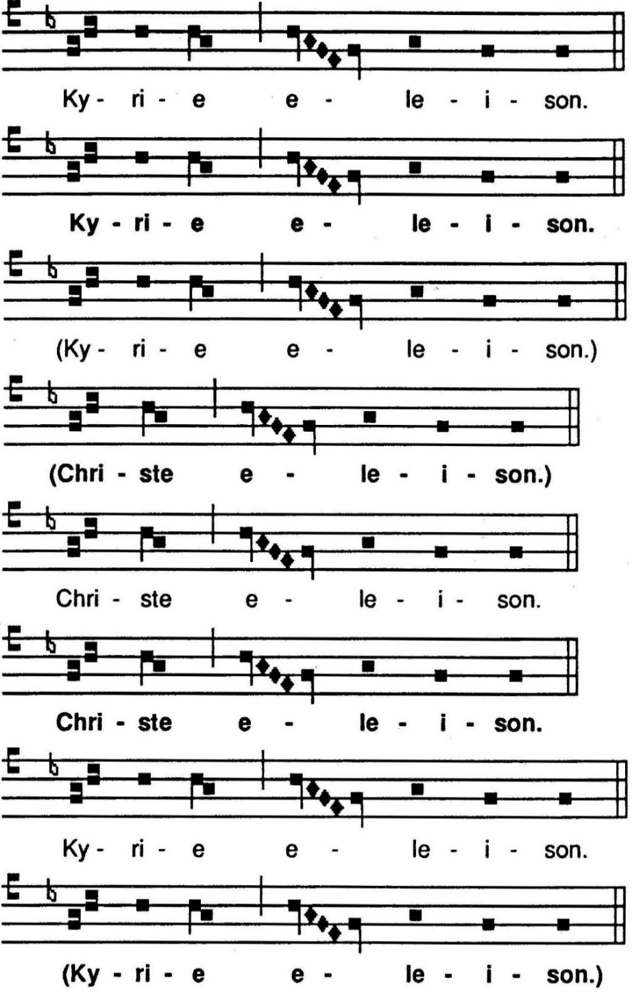 Ky - ri - e e - le - i - son.
Ky - ri - e e - le - i - son.
(Ky - ri - e e - le - i - son.)
(Chri - ste e - le - i - son.)
Chri - ste e - le - i - son.
Chri - ste e - le - i - son.
Ky - ri - e e - le - i - son.
(Ky - ri - e e - le - i - son.)